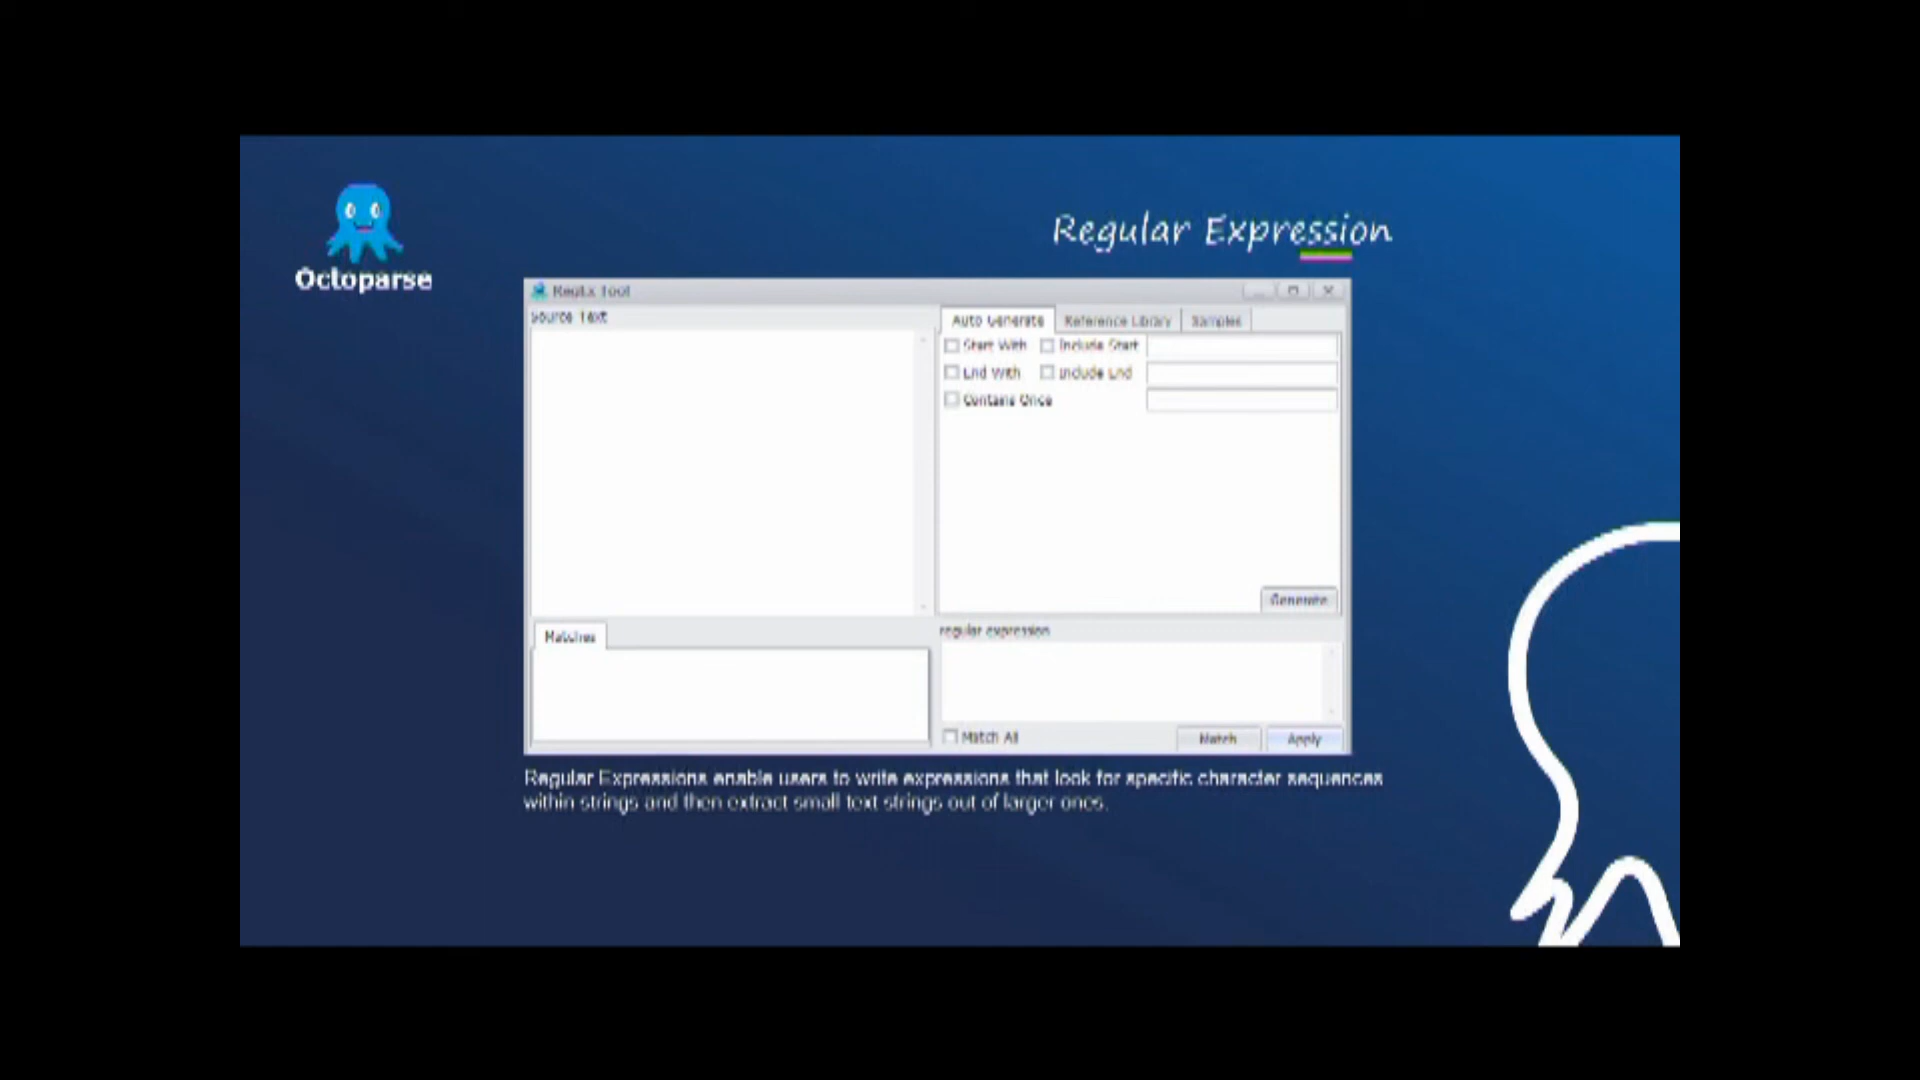 Octoparse
Regular Expression
RegEx Tool
Source Text
Auto Generate Reference Library Samples
Start With Include Start
End With Include End
Contains Once
Generate
Matches
regular expression
Match All Match Apply
Regular Expressions enable users to write expressions that look for specific character sequences
within strings and then extract small text strings out of larger ones.